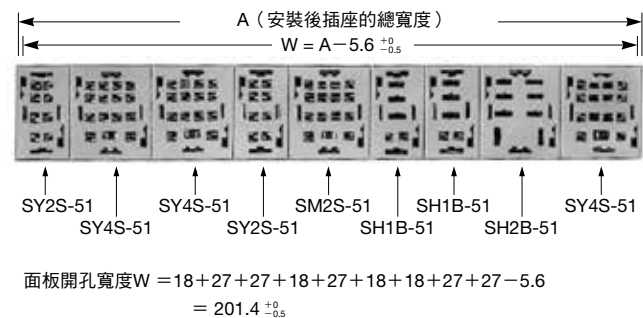 A（安裝後插座的總寬度）
W = A−5.6 +0 −0.5
SY2S-51
SY4S-51
SY4S-51
SY2S-51
SM2S-51
SH1B-51
SH1B-51
SH2B-51
SY4S-51
面板開孔寬度W =18+27+27+18+27+18+18+27+27−5.6
= 201.4 +0 −0.5